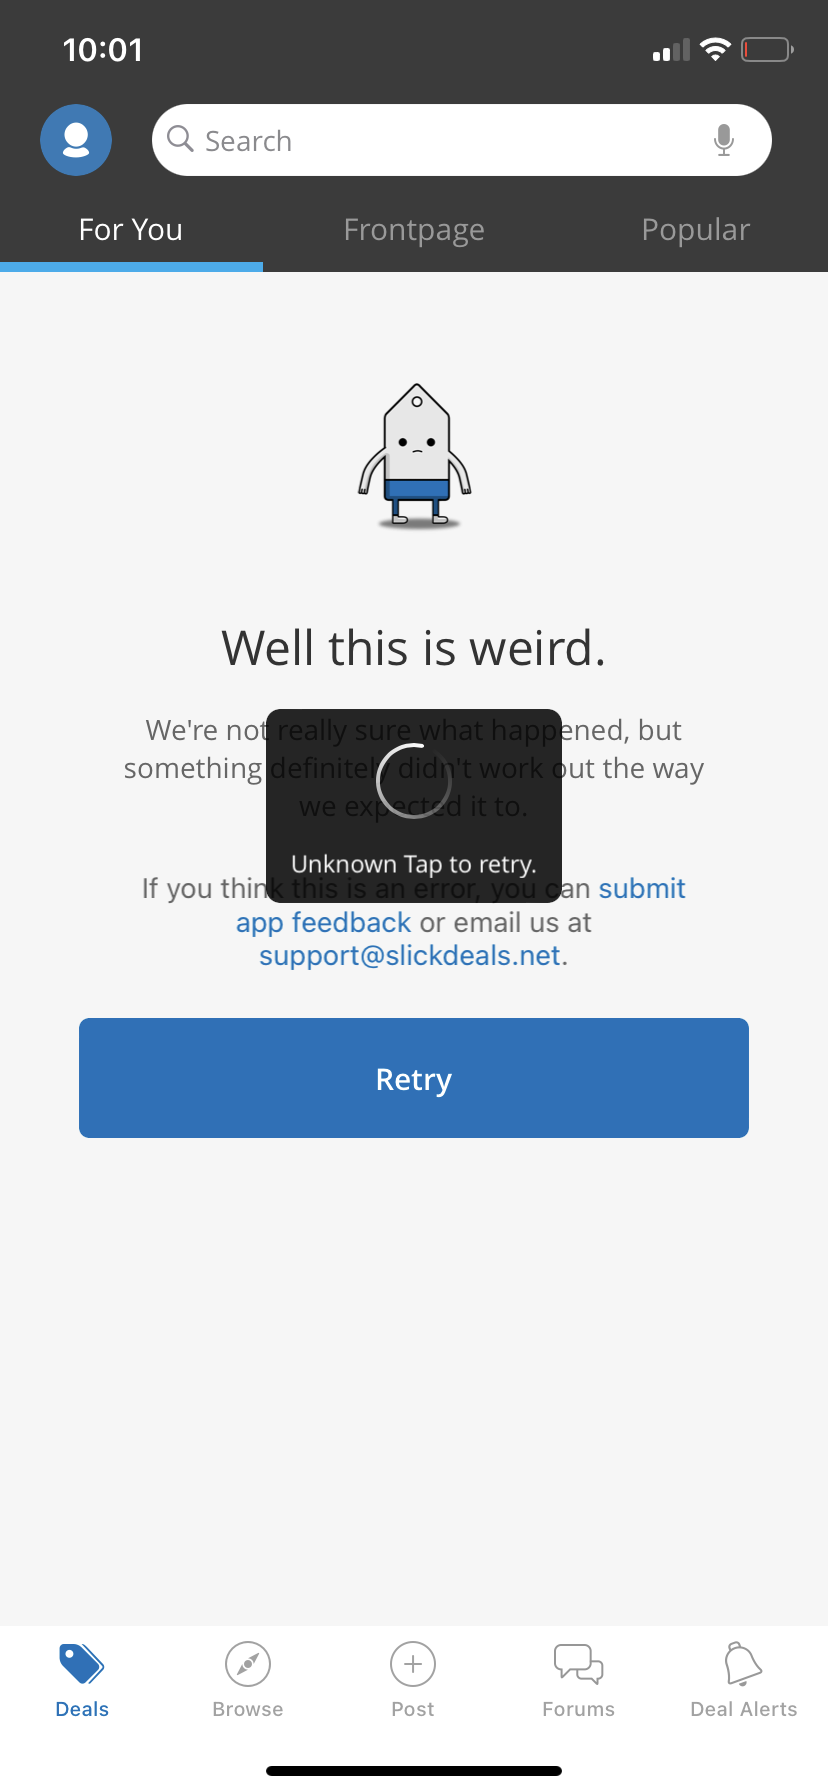 10:01
Search
For You Frontpage Popular
Well this is weird.
We're not really sure what happened, but
something definitely didn't work out the way
we expected it to.
Unknown Tap to retry.
If you think this is an error, you can submit
app feedback or email us at
support@slickdeals.net.
Retry
Deals Browse Post Forums Deal Alerts